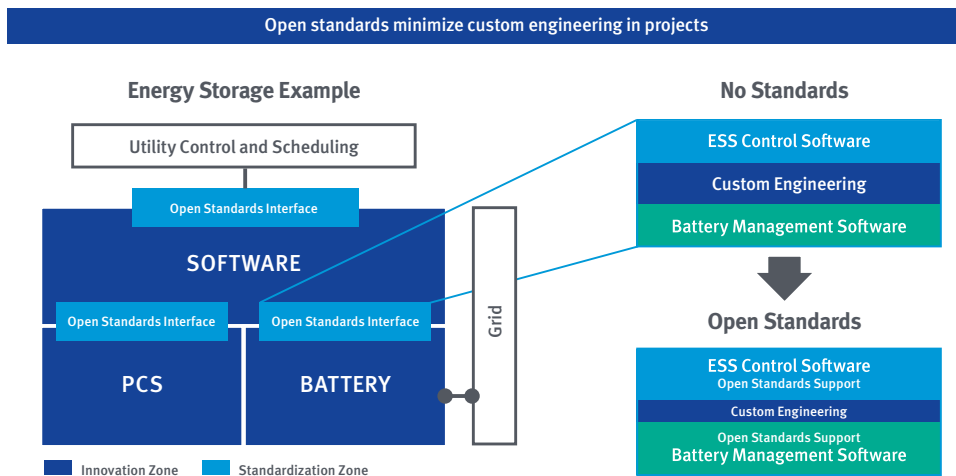 Open standards minimize custom engineering in projects
Energy Storage Example
Utility Control and Scheduling
Open Standards Interface
SOFTWARE
Open Standards Interface
Open Standards Interface
PCS
BATTERY
Grid
Innovation Zone
Standardization Zone
No Standards
ESS Control Software
Custom Engineering
Battery Management Software
Open Standards
ESS Control Software
Open Standards Support
Custom Engineering
Open Standards Support
Battery Management Software